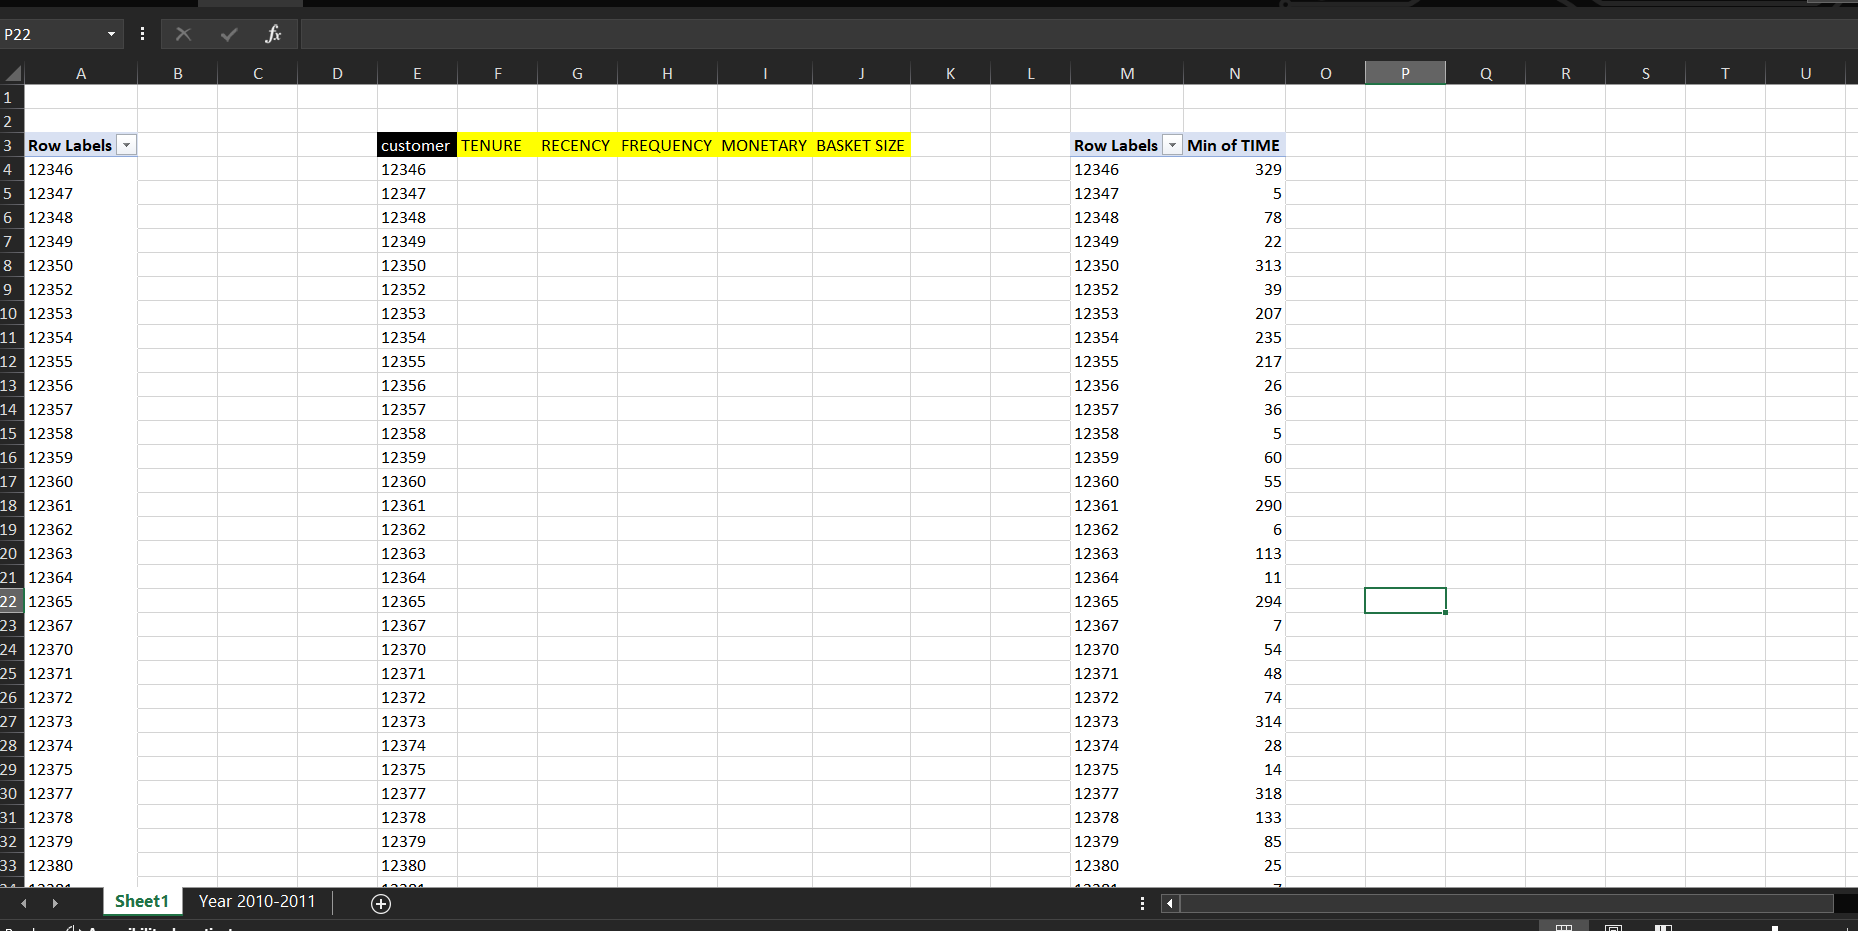 P22
fx
A B C D E F G H I J K L M N O P Q R S T U
1
2
3 Row Labels customer TENURE RECENCY FREQUENCY MONETARY BASKET SIZE Row Labels Min of TIME
4 12346 12346 12346 329
5 12347 12347 12347 5
6 12348 12348 12348 78
7 12349 12349 12349 22
8 12350 12350 12350 313
9 12352 12352 12352 39
10 12353 12353 12353 207
11 12354 12354 12354 235
12 12355 12355 12355 217
13 12356 12356 12356 26
14 12357 12357 12357 36
15 12358 12358 12358 5
16 12359 12359 12359 60
17 12360 12360 12360 55
18 12361 12361 12361 290
19 12362 12362 12362 6
20 12363 12363 12363 113
21 12364 12364 12364 11
22 12365 12365 12365 294
23 12367 12367 12367 7
24 12370 12370 12370 54
25 12371 12371 12371 48
26 12372 12372 12372 74
27 12373 12373 12373 314
28 12374 12374 12374 28
29 12375 12375 12375 14
30 12377 12377 12377 318
31 12378 12378 12378 133
32 12379 12379 12379 85
33 12380 12380 12380 25
Sheet1 Year 2010-2011